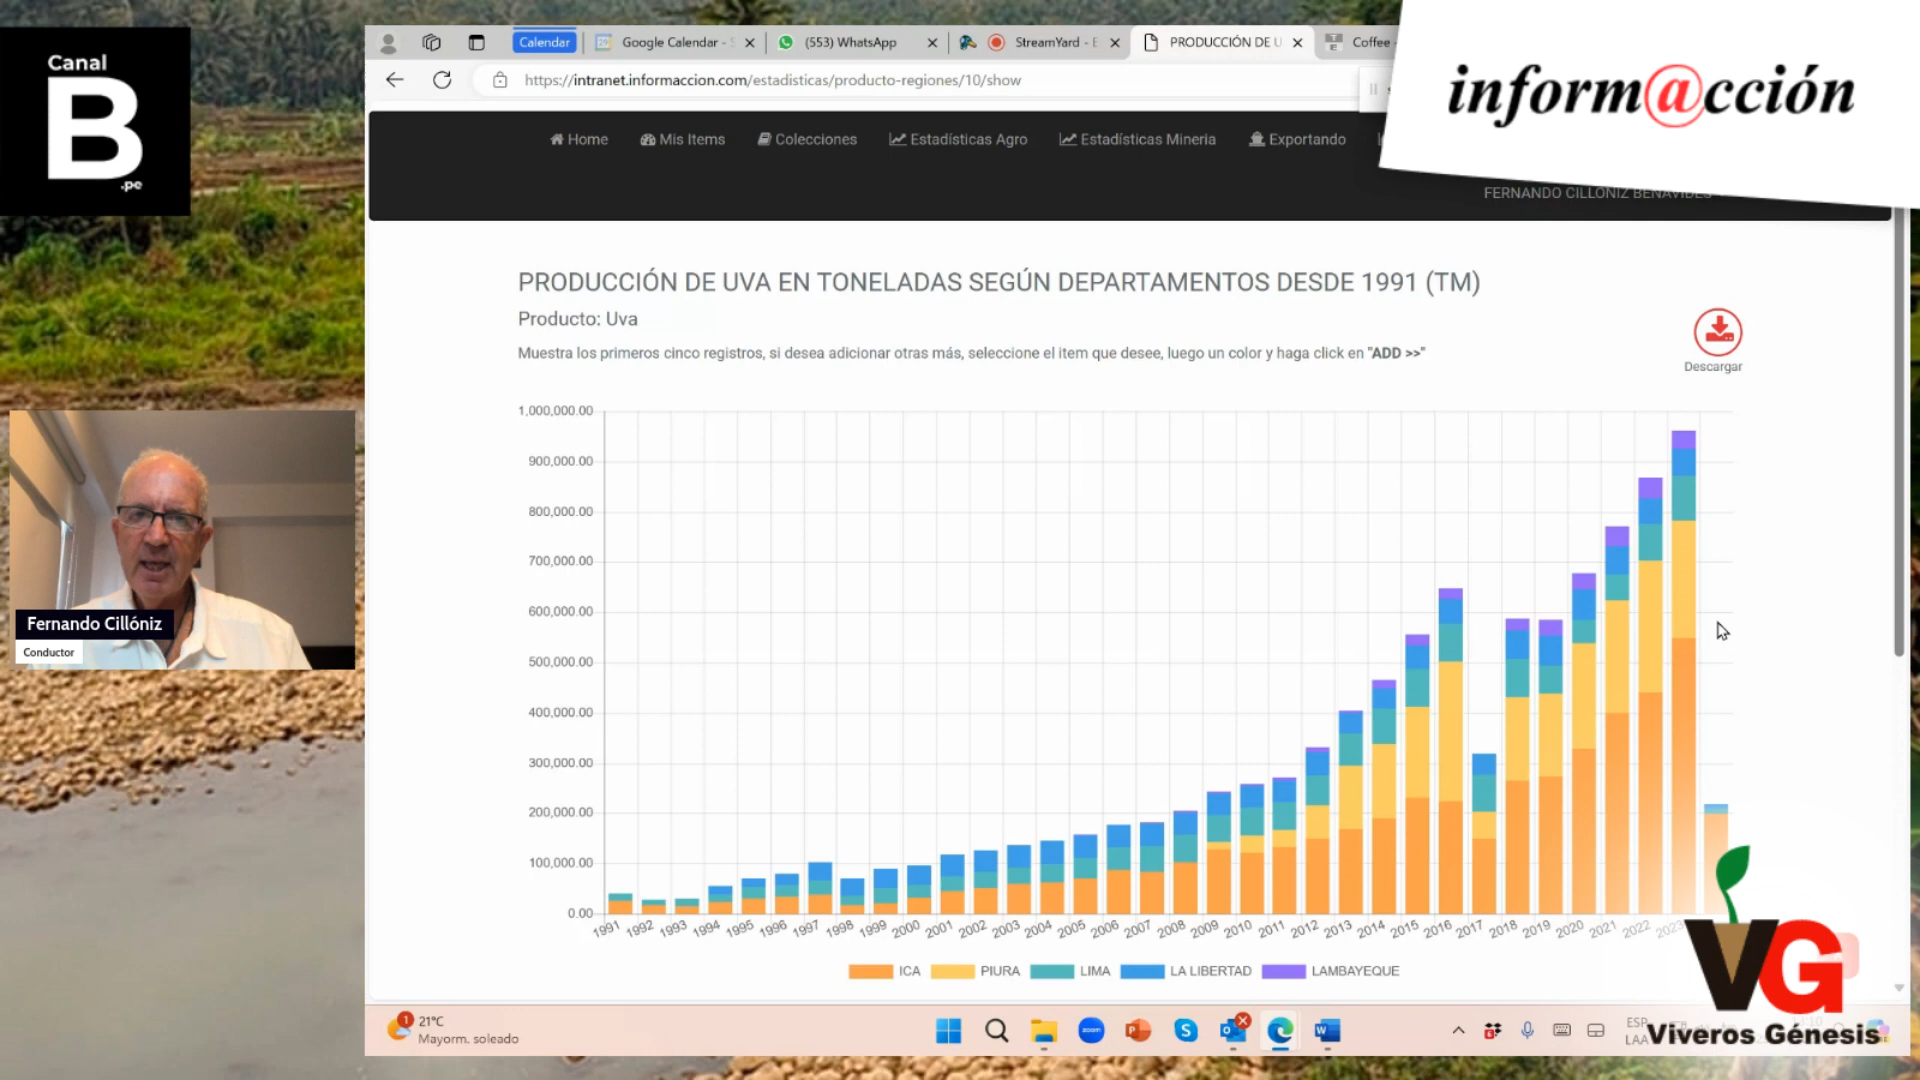 Canal
B
.pe
Calendar
Google Calendar -
(553) WhatsApp
StreamYard -
PRODUCCIÓN DE U
Coffee
https://intranet.informaccion.com/estadisticas/producto-regiones/10/show
inform@cción
Home
Mis Items
Colecciones
Estadísticas Agro
Estadísticas Mineria
Exportando
FERNANDO CILLONIZ BENAVIDES
PRODUCCIÓN DE UVA EN TONELADAS SEGÚN DEPARTAMENTOS DESDE 1991 (TM)
Producto: Uva
Muestra los primeros cinco registros, si desea adicionar otras más, seleccione el item que desee, luego un color y haga click en "ADD >>"
Descargar
1,000,000.00
900,000.00
800,000.00
700,000.00
600,000.00
500,000.00
400,000.00
300,000.00
200,000.00
100,000.00
0.00
1991 1992 1993 1994 1995 1996 1997 1998 1999 2000 2001 2002 2003 2004 2005 2006 2007 2008 2009 2010 2011 2012 2013 2014 2015 2016 2017 2018 2019 2020 2021 2022 2023
ICA
PIURA
LIMA
LA LIBERTAD
LAMBAYEQUE
Fernando Cillóniz
Conductor
1
21°C
Mayorm. soleado
zoom
ESP
LAA
VG
Viveros Génesis